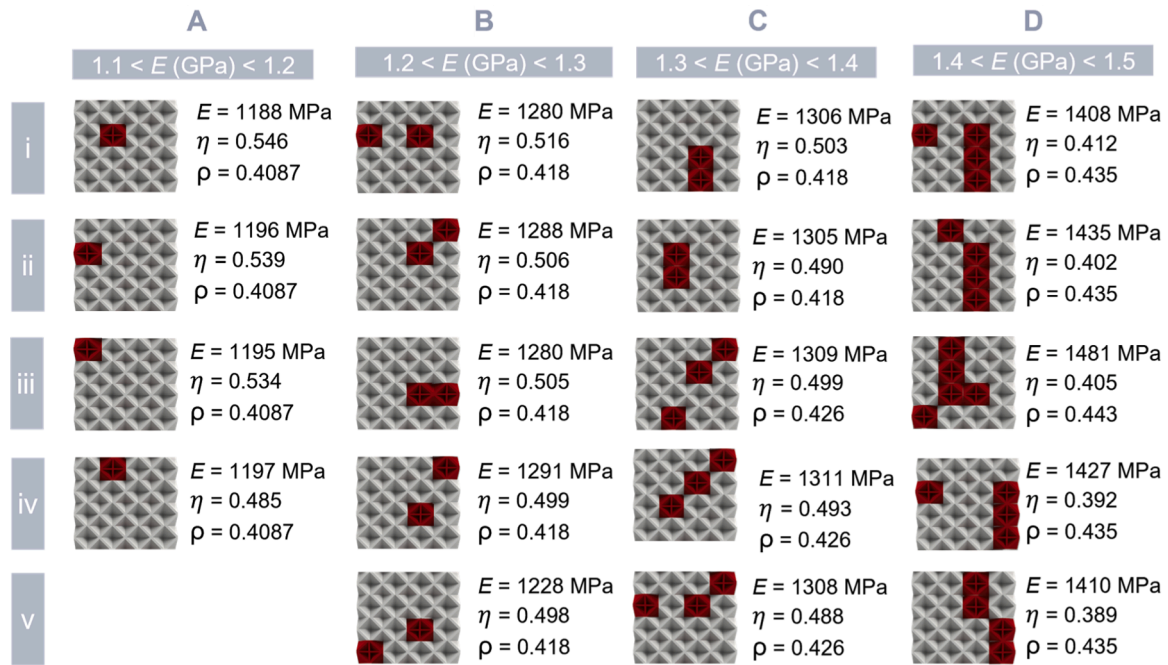 A B C D
1.1 < E (GPa) < 1.2 1.2 < E (GPa) < 1.3 1.3 < E (GPa) < 1.4 1.4 < E (GPa) < 1.5
i
E = 1188 MPa
η = 0.546
ρ = 0.4087
E = 1280 MPa
η = 0.516
ρ = 0.418
E = 1306 MPa
η = 0.503
ρ = 0.418
E = 1408 MPa
η = 0.412
ρ = 0.435
ii
E = 1196 MPa
η = 0.539
ρ = 0.4087
E = 1288 MPa
η = 0.506
ρ = 0.418
E = 1305 MPa
η = 0.490
ρ = 0.418
E = 1435 MPa
η = 0.402
ρ = 0.435
iii
E = 1195 MPa
η = 0.534
ρ = 0.4087
E = 1280 MPa
η = 0.505
ρ = 0.418
E = 1309 MPa
η = 0.499
ρ = 0.426
E = 1481 MPa
η = 0.405
ρ = 0.443
iv
E = 1197 MPa
η = 0.485
ρ = 0.4087
E = 1291 MPa
η = 0.499
ρ = 0.418
E = 1311 MPa
η = 0.493
ρ = 0.426
E = 1427 MPa
η = 0.392
ρ = 0.435
v
E = 1228 MPa
η = 0.498
ρ = 0.418
E = 1308 MPa
η = 0.488
ρ = 0.426
E = 1410 MPa
η = 0.389
ρ = 0.435